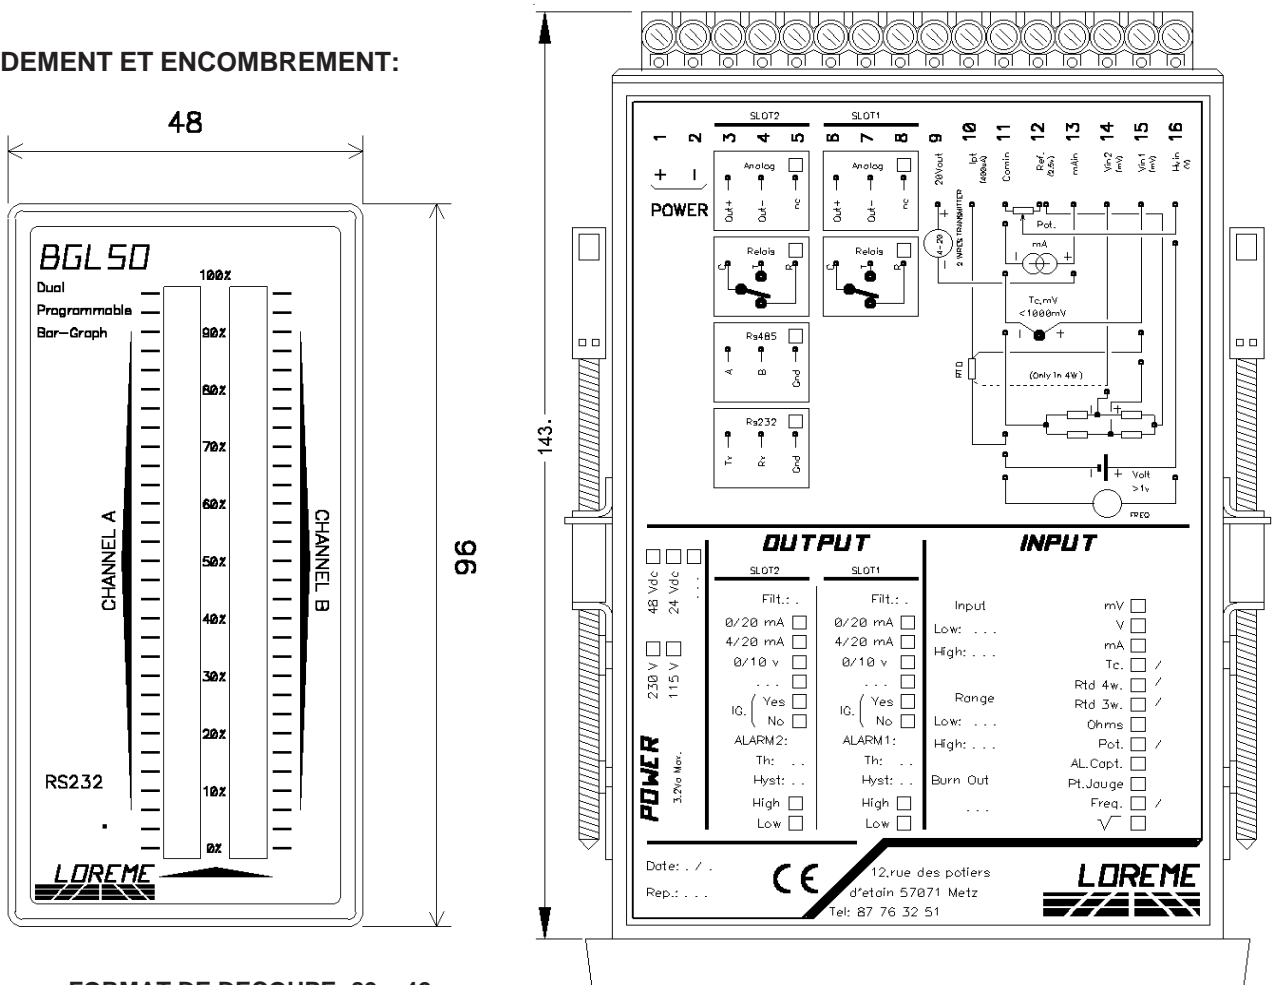 DEMENT ET ENCOMBREMENT:
48
BGL50
Dual
Programmable
Bar-Graph
100%
90%
80%
70%
60%
50%
40%
30%
20%
10%
0%
CHANNEL A
CHANNEL B
RS232
LOREME
96
143.
SLOT2
SLOT1
1 2 3 4 5 6 7 8 9 10 11 12 13 14 15 16
+ -
POWER
20Vout
Ipt (400uA)
Comin
Ref. (2.5v)
mAin
Vin2 (mV)
Vin1 (mV)
Hvin (V)
Analog
Out+ Out- nc
Analog
Out+ Out- nc
Relais
C T R
Relais
C T R
Rs485
A B Gnd
Rs232
Tx Rx Gnd
4-20
2 WIRES TRANSMITTER
Pot.
mA
Tc,mV
<1000mV
RTD
(Only in 4W)
Volt
>1v
FREQ
OUTPUT
INPUT
SLOT2
SLOT1
48 Vdc
24 Vdc
. . .
230 V
115 V
POWER
3.2Va Max.
Filt.: .
0/20 mA
4/20 mA
0/10 v
. . .
IG. ( Yes
No
ALARM2:
Th: . .
Hyst: . .
High
Low
Filt.: .
0/20 mA
4/20 mA
0/10 v
. . .
IG. ( Yes
No
ALARM1:
Th: . .
Hyst: . .
High
Low
Input
Low: . . .
High: . . .
Range
Low: . . .
High: . . .
Burn Out
. . .
mV
V
mA
Tc. /
Rtd 4w. /
Rtd 3w. /
Ohms
Pot. /
AL.Capt.
Pt.Jauge
Freq. /
√
Date: . / .
Rep.: . . .
CE
12,rue des potiers
d'etain 57071 Metz
Tel: 87 76 32 51
LOREME